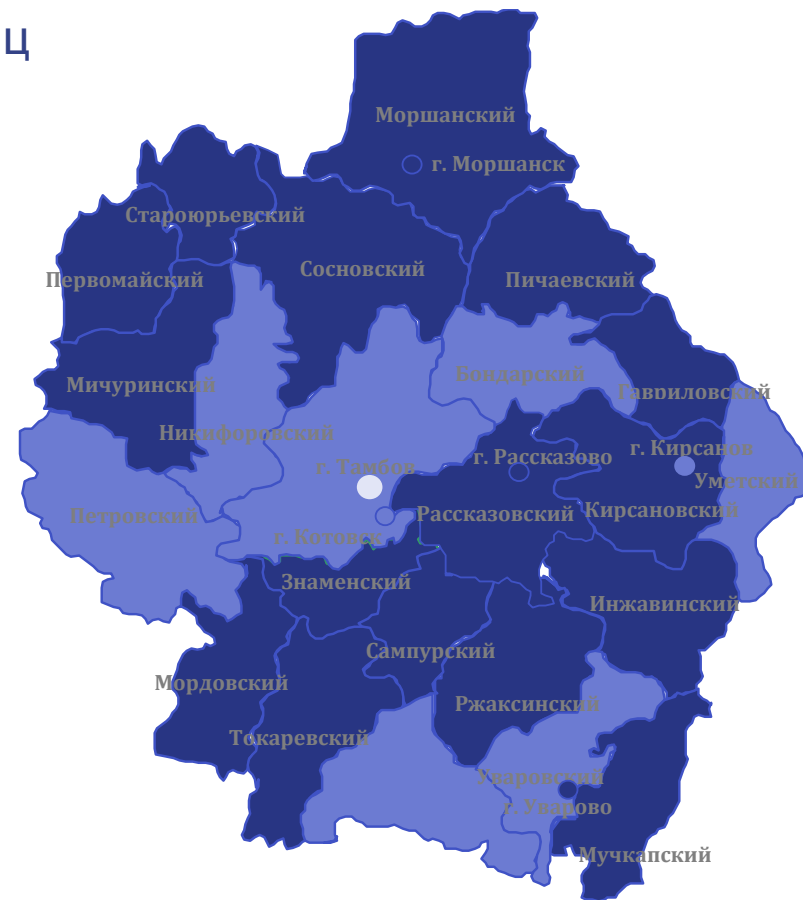 Ц
Моршанский
г. Моршанск
Староюрьевский
Сосновский
Первомайский
Пичаевский
Бондарский
Мичуринский
Гавриловский
Никифоровский
г. Кирсанов
г. Рассказово
г. Тамбов
Уметский
Петровский
Рассказовский
Кирсановский
г. Котовск
Знаменский
Инжавинский
Сампурский
Мордовский
Ржаксинский
Токаревский
Уваровский
г. Уварово
Мучкапский